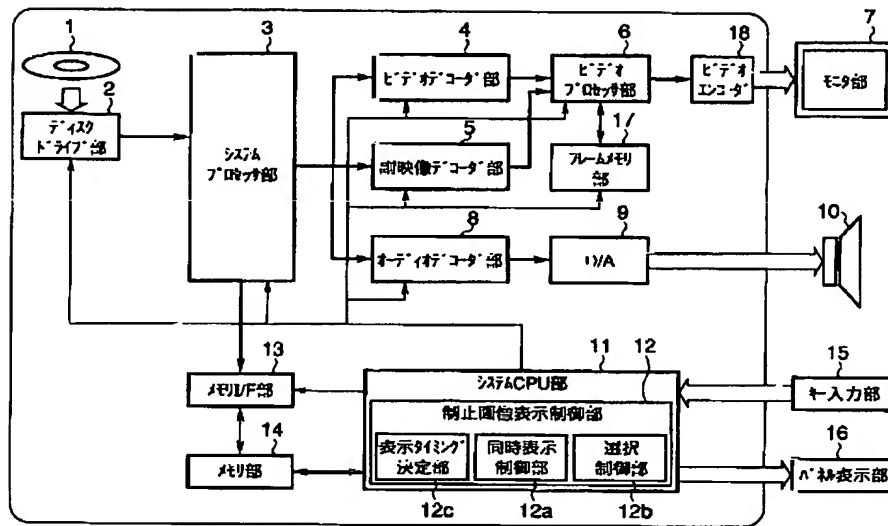 1
2
ディスク
ドライブ部
3
システム
プロセッサ部
4
ビデオデコーダ部
5
副映像デコーダ部
6
ビデオ
プロセッサ部
18
ビデオ
エンコーダ
7
モニタ部
17
フレームメモリ
部
8
オーディオデコーダ部
9
D/A
10
11
システムCPU部
12
制止画像表示制御部
表示タイミング
決定部
12c
同時表示
制御部
12a
選択
制御部
12b
13
メモリI/F部
14
メモリ部
15
キー入力部
16
パネル表示部